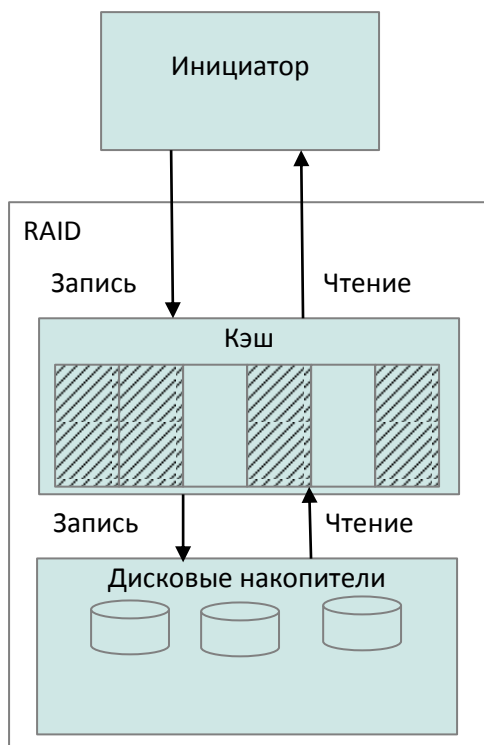 Инициатор
RAID
Запись
Чтение
Кэш
Запись
Чтение
Дисковые накопители